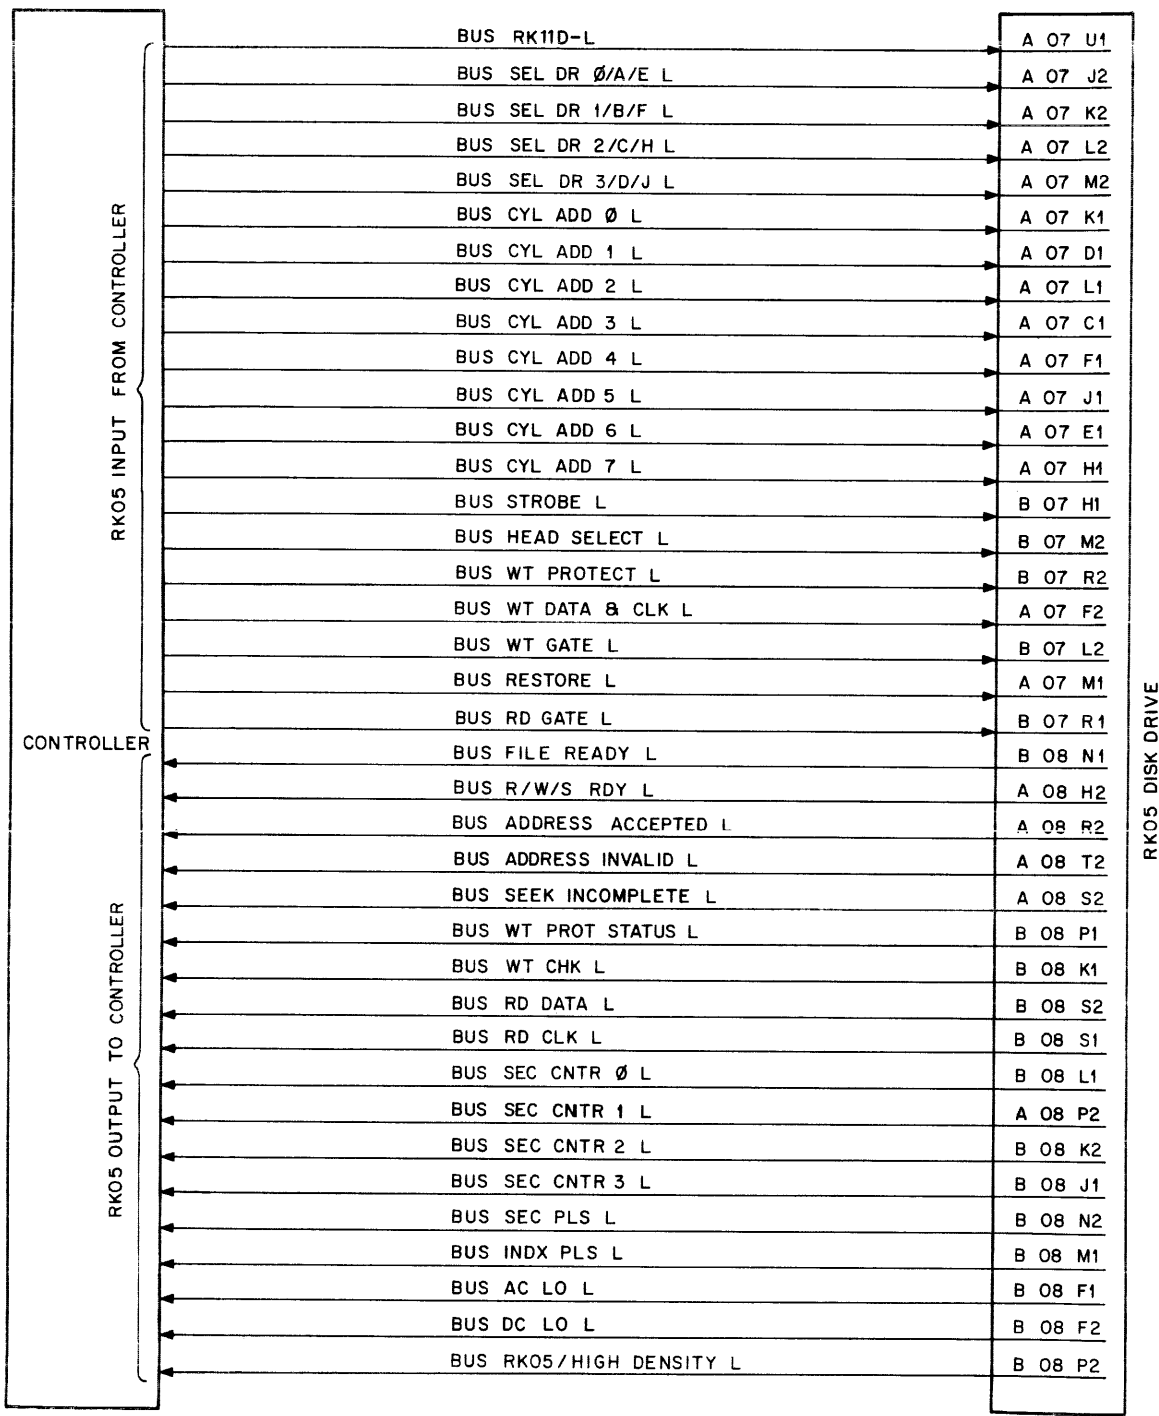 BUS RK11D-L A 07 U1
BUS SEL DR Ø/A/E L A 07 J2
BUS SEL DR 1/B/F L A 07 K2
BUS SEL DR 2/C/H L A 07 L2
BUS SEL DR 3/D/J L A 07 M2
BUS CYL ADD Ø L A 07 K1
BUS CYL ADD 1 L A 07 D1
BUS CYL ADD 2 L A 07 L1
BUS CYL ADD 3 L A 07 C1
BUS CYL ADD 4 L A 07 F1
BUS CYL ADD 5 L A 07 J1
BUS CYL ADD 6 L A 07 E1
BUS CYL ADD 7 L A 07 H1
BUS STROBE L B 07 H1
BUS HEAD SELECT L B 07 M2
BUS WT PROTECT L B 07 R2
BUS WT DATA & CLK L A 07 F2
BUS WT GATE L B 07 L2
BUS RESTORE L A 07 M1
BUS RD GATE L B 07 R1
RK05 INPUT FROM CONTROLLER
CONTROLLER
BUS FILE READY L B 08 N1
BUS R/W/S RDY L A 08 H2
BUS ADDRESS ACCEPTED L A 08 R2
BUS ADDRESS INVALID L A 08 T2
BUS SEEK INCOMPLETE L A 08 S2
BUS WT PROT STATUS L B 08 P1
BUS WT CHK L B 08 K1
BUS RD DATA L B 08 S2
BUS RD CLK L B 08 S1
BUS SEC CNTR Ø L B 08 L1
BUS SEC CNTR 1 L A 08 P2
BUS SEC CNTR 2 L B 08 K2
BUS SEC CNTR 3 L B 08 J1
BUS SEC PLS L B 08 N2
BUS INDX PLS L B 08 M1
BUS AC LO L B 08 F1
BUS DC LO L B 08 F2
BUS RK05/HIGH DENSITY L B 08 P2
RK05 OUTPUT TO CONTROLLER
RK05 DISK DRIVE